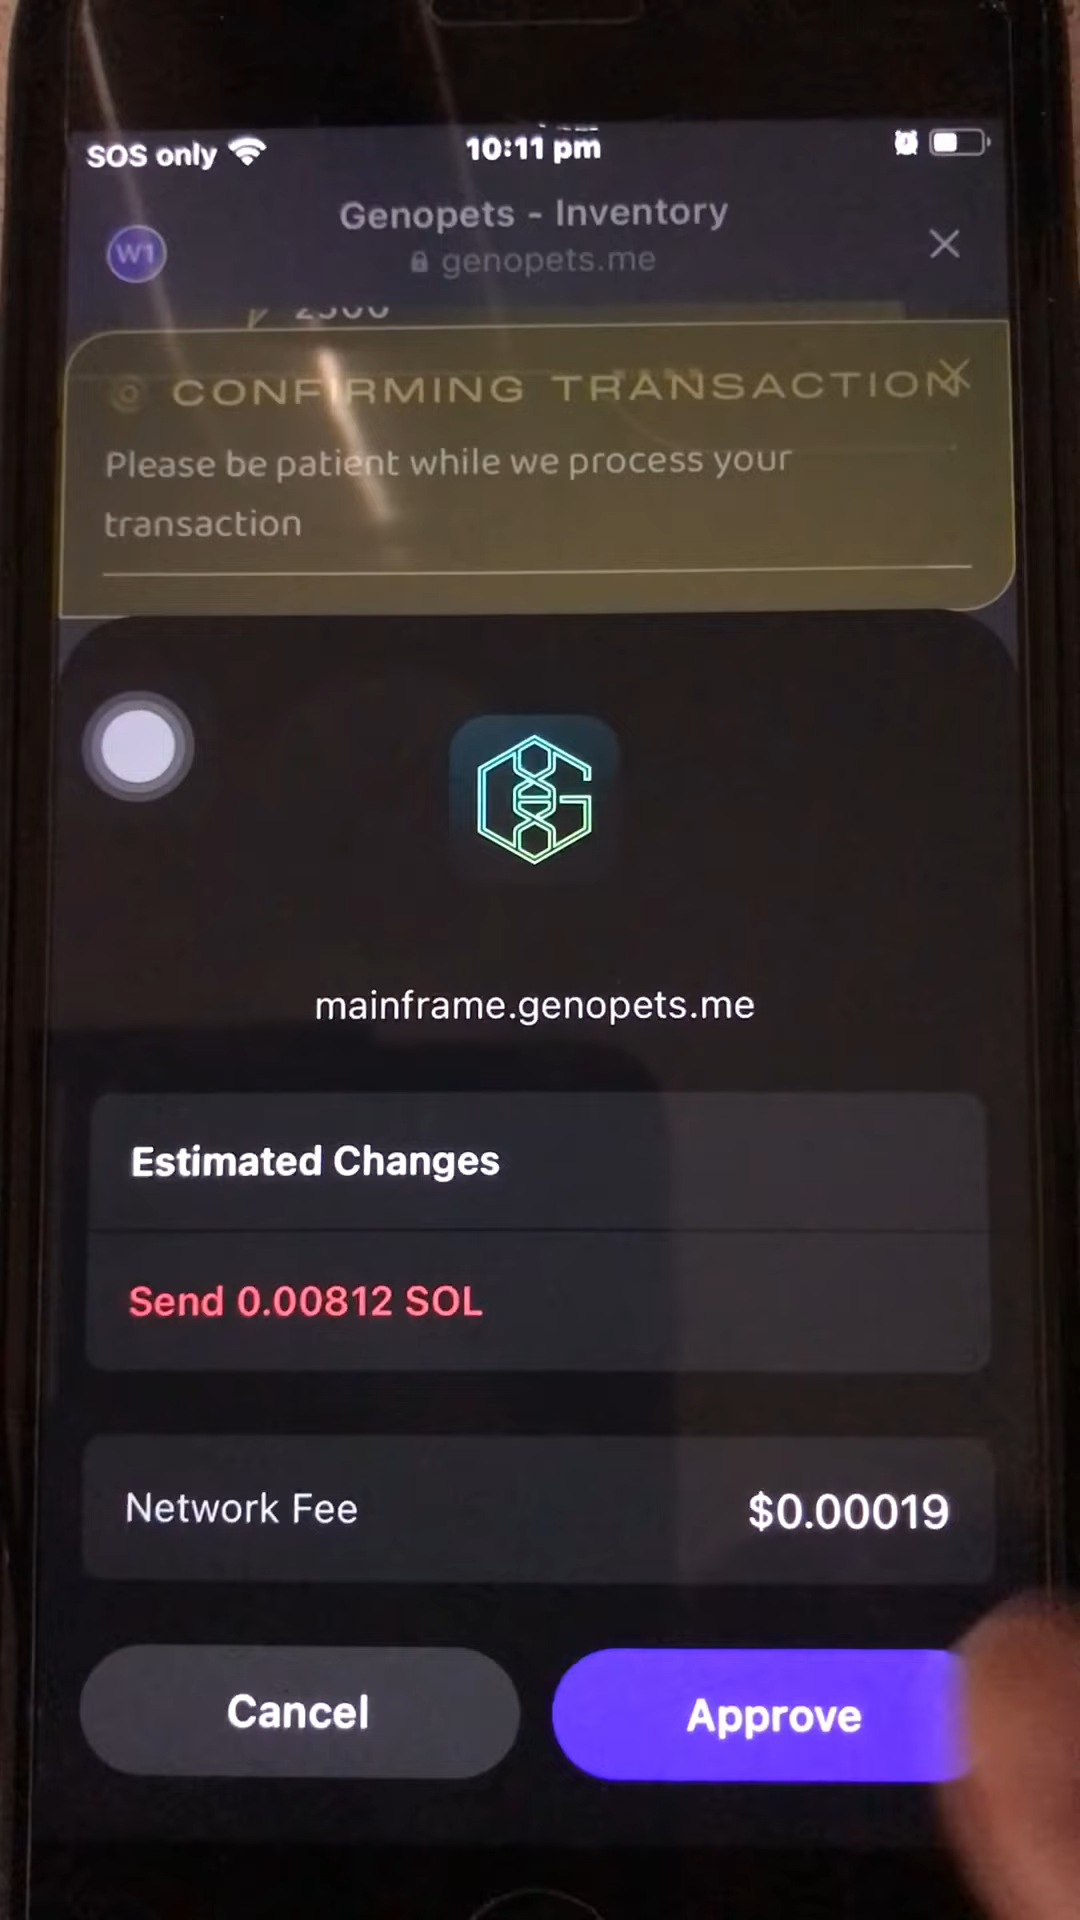 SOS only
10:11 pm
Genopets - Inventory
W1
genopets.me
2500
CONFIRMING TRANSACTION
Please be patient while we process your
transaction
mainframe.genopets.me
Estimated Changes
Send 0.00812 SOL
Network Fee
$0.00019
Cancel
Approve